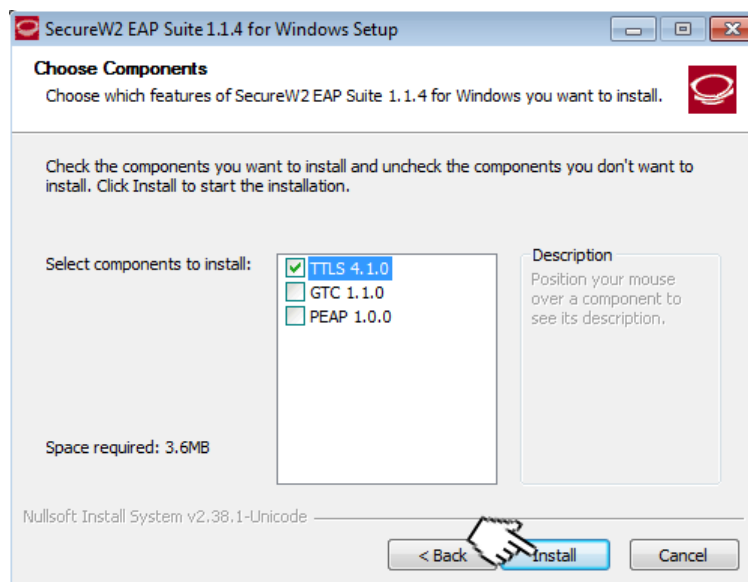 SecureW2 EAP Suite 1.1.4 for Windows Setup
Choose Components
Choose which features of SecureW2 EAP Suite 1.1.4 for Windows you want to install.
Check the components you want to install and uncheck the components you don't want to
install. Click Install to start the installation.
Select components to install:
TTLS 4.1.0
GTC 1.1.0
PEAP 1.0.0
Description
Position your mouse
over a component to
see its description.
Space required: 3.6MB
Nullsoft Install System v2.38.1-Unicode
< Back
Install
Cancel